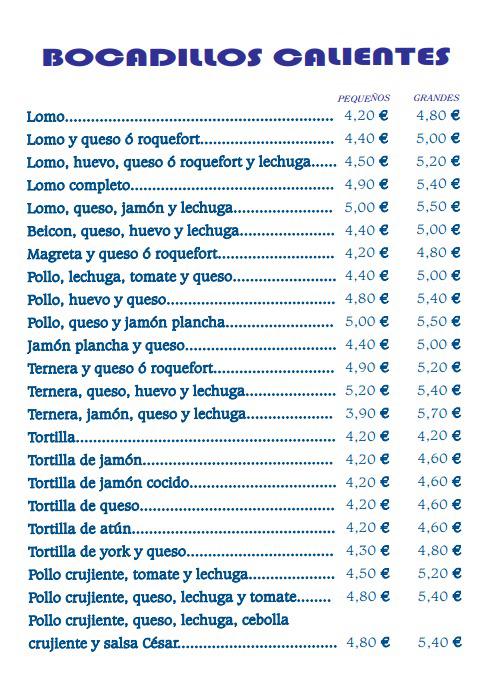 BOCADILLOS CALIENTES
PEQUEÑOS GRANDES
Lomo.................................................................. 4,20 € 4,80 €
Lomo y queso ó roquefort................................. 4,40 € 5,00 €
Lomo, huevo, queso ó roquefort y lechuga...... 4,50 € 5,20 €
Lomo completo.................................................. 4,90 € 5,40 €
Lomo, queso, jamón y lechuga......................... 5,00 € 5,50 €
Beicon, queso, huevo y lechuga........................ 4,40 € 5,00 €
Magreta y queso ó roquefort............................. 4,20 € 4,80 €
Pollo, lechuga, tomate y queso......................... 4,40 € 5,00 €
Pollo, huevo y queso.......................................... 4,80 € 5,40 €
Pollo, queso y jamón plancha........................... 5,00 € 5,50 €
Jamón plancha y queso..................................... 4,40 € 5,00 €
Ternera y queso ó roquefort.............................. 4,90 € 5,20 €
Ternera, queso, huevo y lechuga...................... 5,20 € 5,40 €
Ternera, jamón, queso y lechuga..................... 3,90 € 5,70 €
Tortilla................................................................ 4,20 € 4,20 €
Tortilla de jamón............................................... 4,20 € 4,60 €
Tortilla de jamón cocido.................................... 4,20 € 4,60 €
Tortilla de queso................................................ 4,20 € 4,60 €
Tortilla de atún.................................................. 4,20 € 4,60 €
Tortilla de york y queso.................................... 4,30 € 4,80 €
Pollo crujiente, tomate y lechuga..................... 4,50 € 5,20 €
Pollo crujiente, queso, lechuga y tomate........ 4,80 € 5,40 €
Pollo crujiente, queso, lechuga, cebolla
crujiente y salsa César....................................... 4,80 € 5,40 €